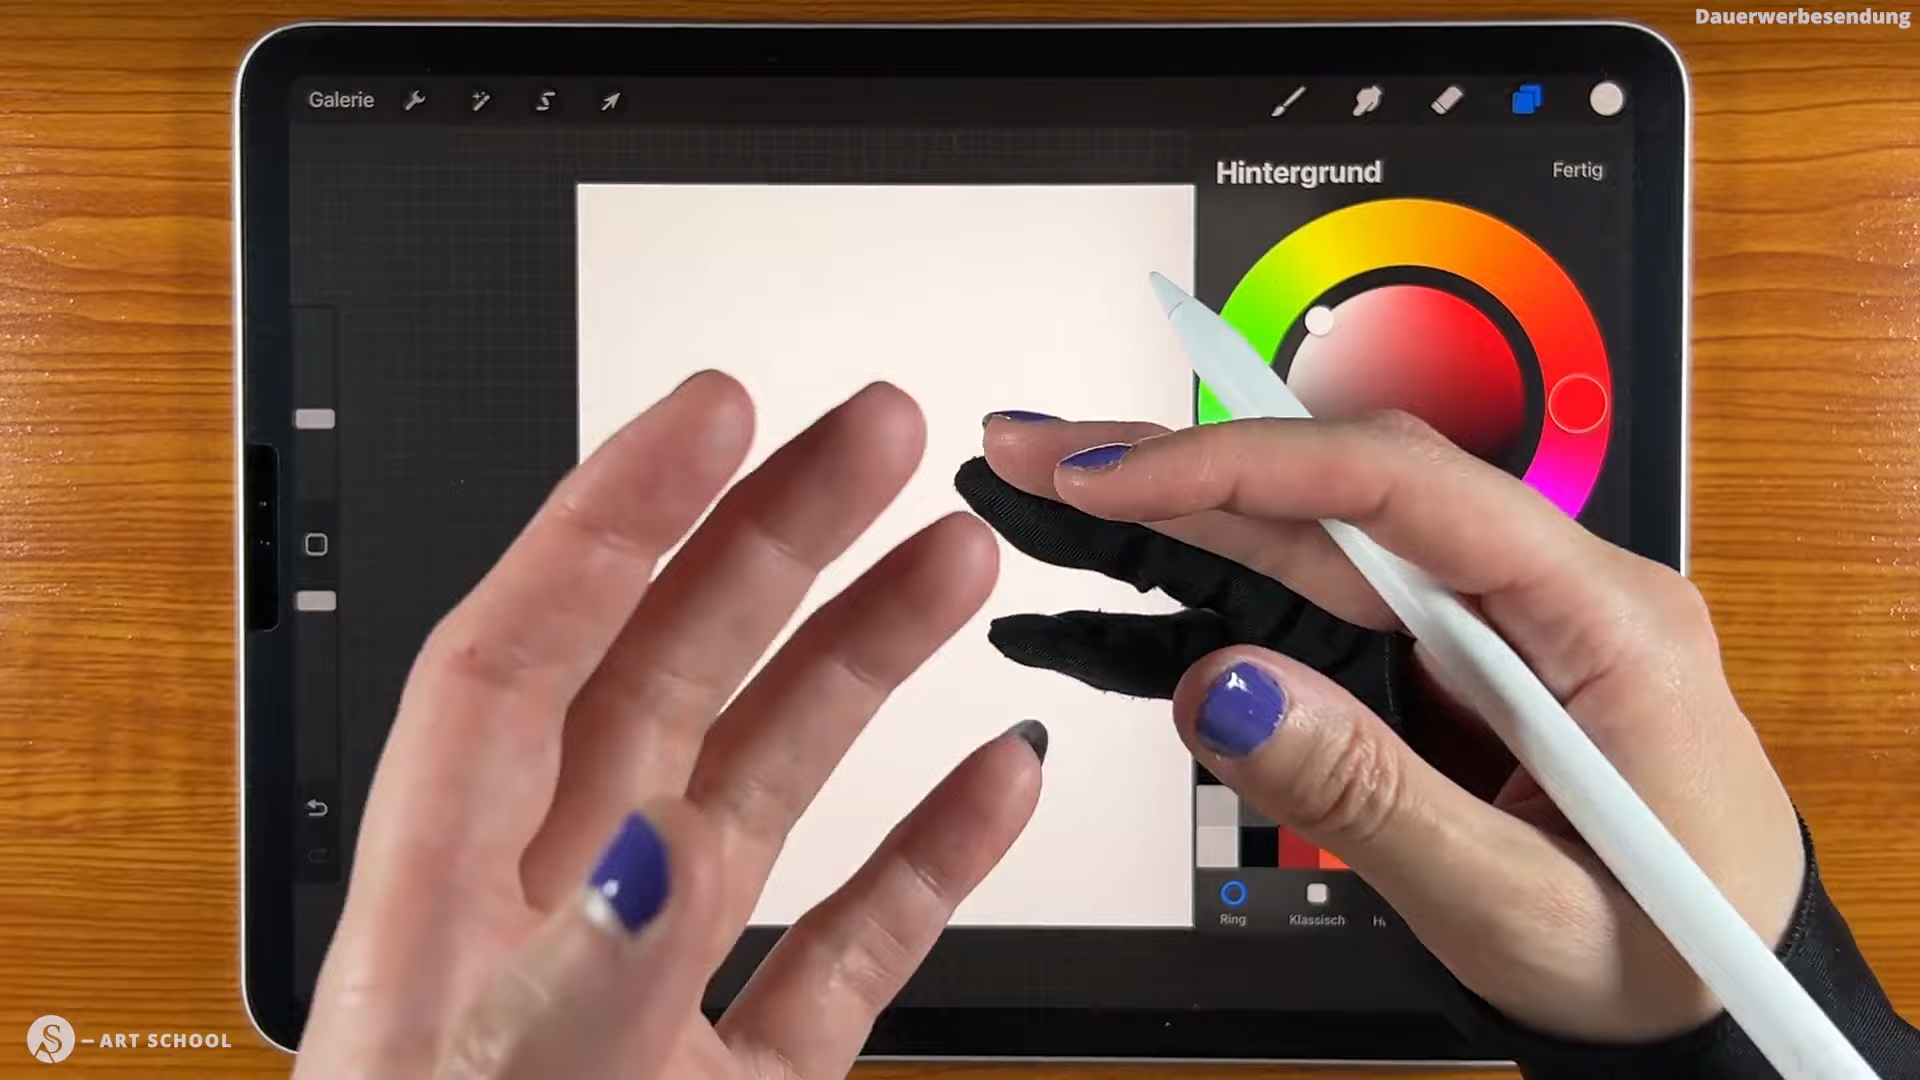 Dauerwerbesendung
Galerie
Hintergrund
Fertig
Ring
Klassisch
– ART SCHOOL